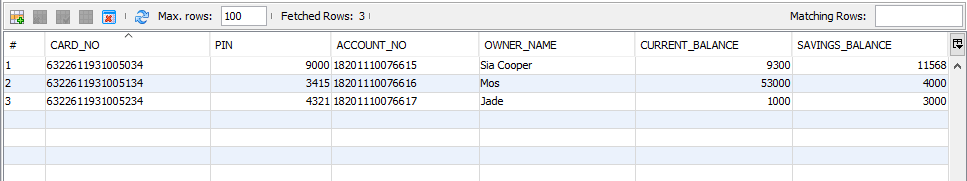 Max. rows: 100 Fetched Rows: 3 Matching Rows:
# CARD_NO PIN ACCOUNT_NO OWNER_NAME CURRENT_BALANCE SAVINGS_BALANCE
1 6322611931005034 9000 18201110076615 Sia Cooper 9300 11568
2 6322611931005134 3415 18201110076616 Mos 53000 4000
3 6322611931005234 4321 18201110076617 Jade 1000 3000